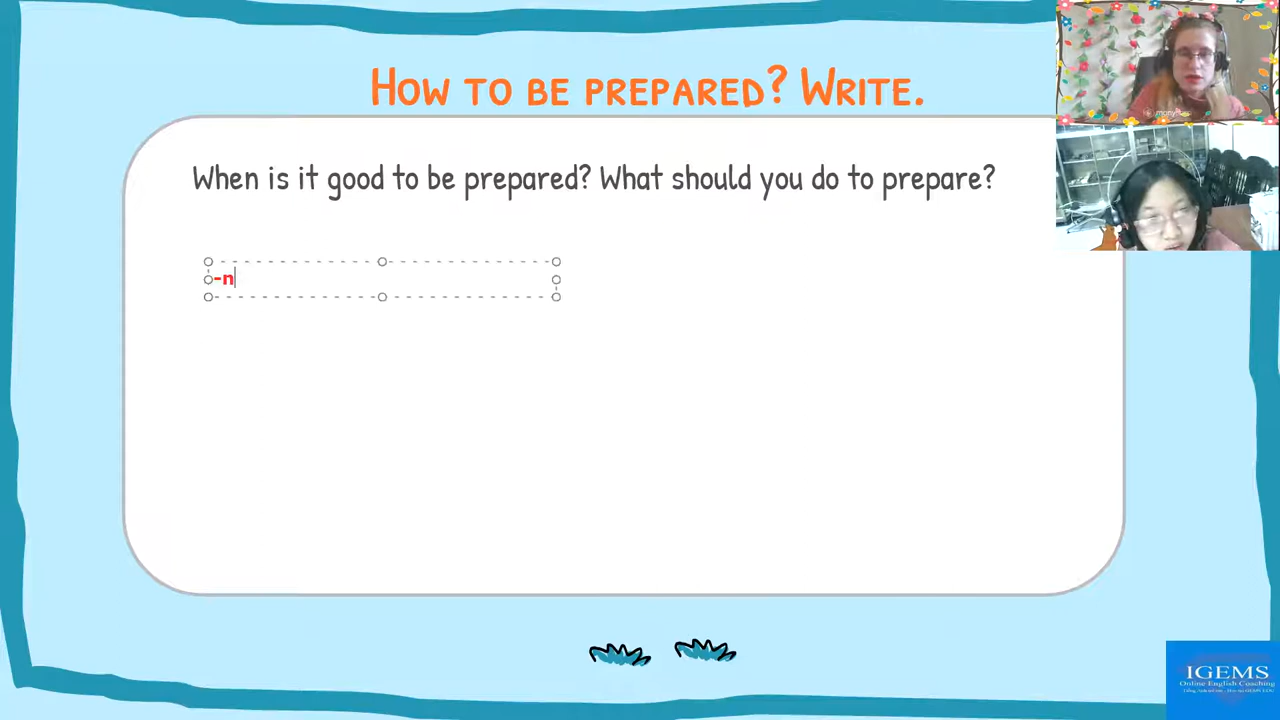 How to be prepared? Write.
When is it good to be prepared? What should you do to prepare?
-n
IGEMS
Online English Coaching